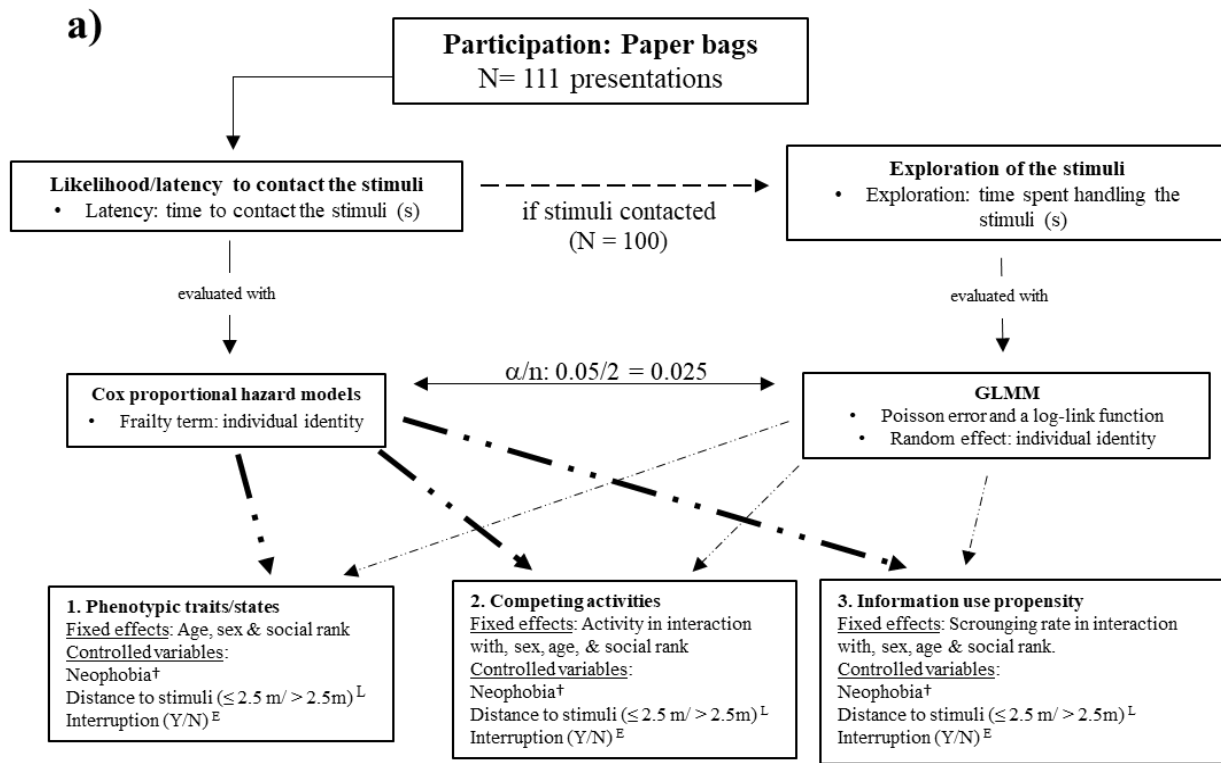 a)
Participation: Paper bags
N= 111 presentations
Likelihood/latency to contact the stimuli
• Latency: time to contact the stimuli (s)
if stimuli contacted
(N = 100)
Exploration of the stimuli
• Exploration: time spent handling the
stimuli (s)
evaluated with
evaluated with
Cox proportional hazard models
• Frailty term: individual identity
α/n: 0.05/2 = 0.025
GLMM
• Poisson error and a log-link function
• Random effect: individual identity
1. Phenotypic traits/states
Fixed effects: Age, sex & social rank
Controlled variables:
Neophobia†
Distance to stimuli (≤ 2.5 m/ > 2.5m) L
Interruption (Y/N) E
2. Competing activities
Fixed effects: Activity in interaction
with, sex, age, & social rank
Controlled variables:
Neophobia†
Distance to stimuli (≤ 2.5 m/ > 2.5m) L
Interruption (Y/N) E
3. Information use propensity
Fixed effects: Scrounging rate in interaction
with, sex, age & social rank.
Controlled variables:
Neophobia†
Distance to stimuli (≤ 2.5 m/ > 2.5m) L
Interruption (Y/N) E